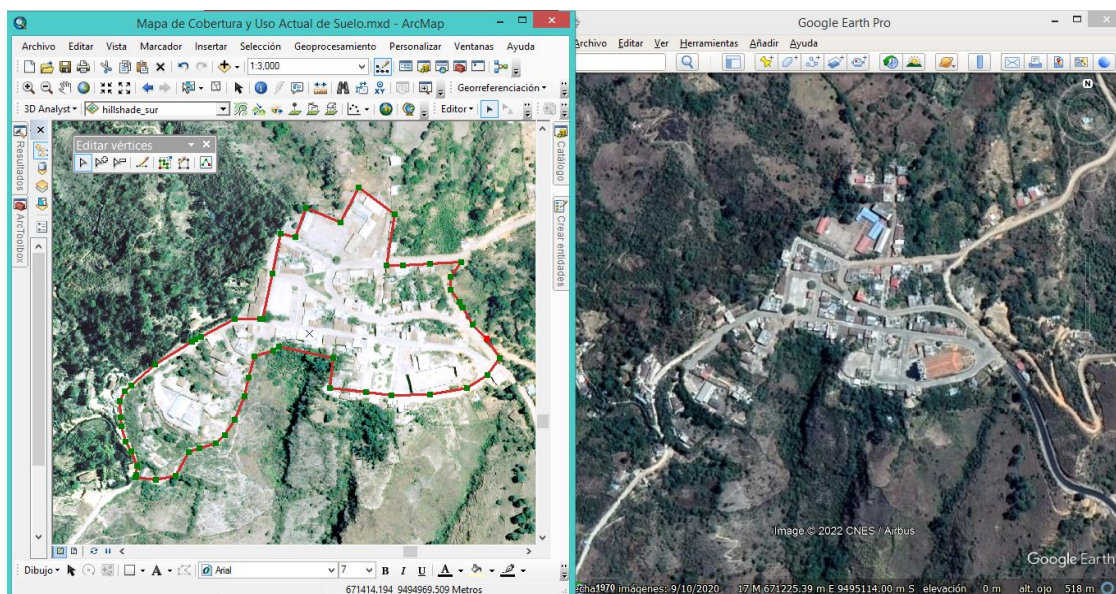 Mapa de Cobertura y Uso Actual de Suelo.mxd - ArcMap
Archivo Editar Vista Marcador Insertar Selección Geoprocesamiento Personalizar Ventanas Ayuda
1:3,000
Georreferenciación
3D Analyst hillshade_sur Editor
Resultados
ArcToolbox
Editar vértices
Catálogo
Crear entidades
Dibujo A Arial 7 B I U A
671414.194 9494969.509 Metros
Google Earth Pro
Archivo Editar Ver Herramientas Añadir Ayuda
N
Image © 2022 CNES / Airbus
Google Earth
1970 imágenes: 9/10/2020 17 M 671225.39 m E 9495114.00 m S elevación 0 m alt. ojo 518 m